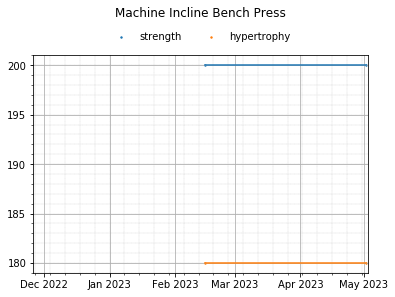 Machine Incline Bench Press
strength hypertrophy
200
195
190
185
180
Dec 2022 Jan 2023 Feb 2023 Mar 2023 Apr 2023 May 2023